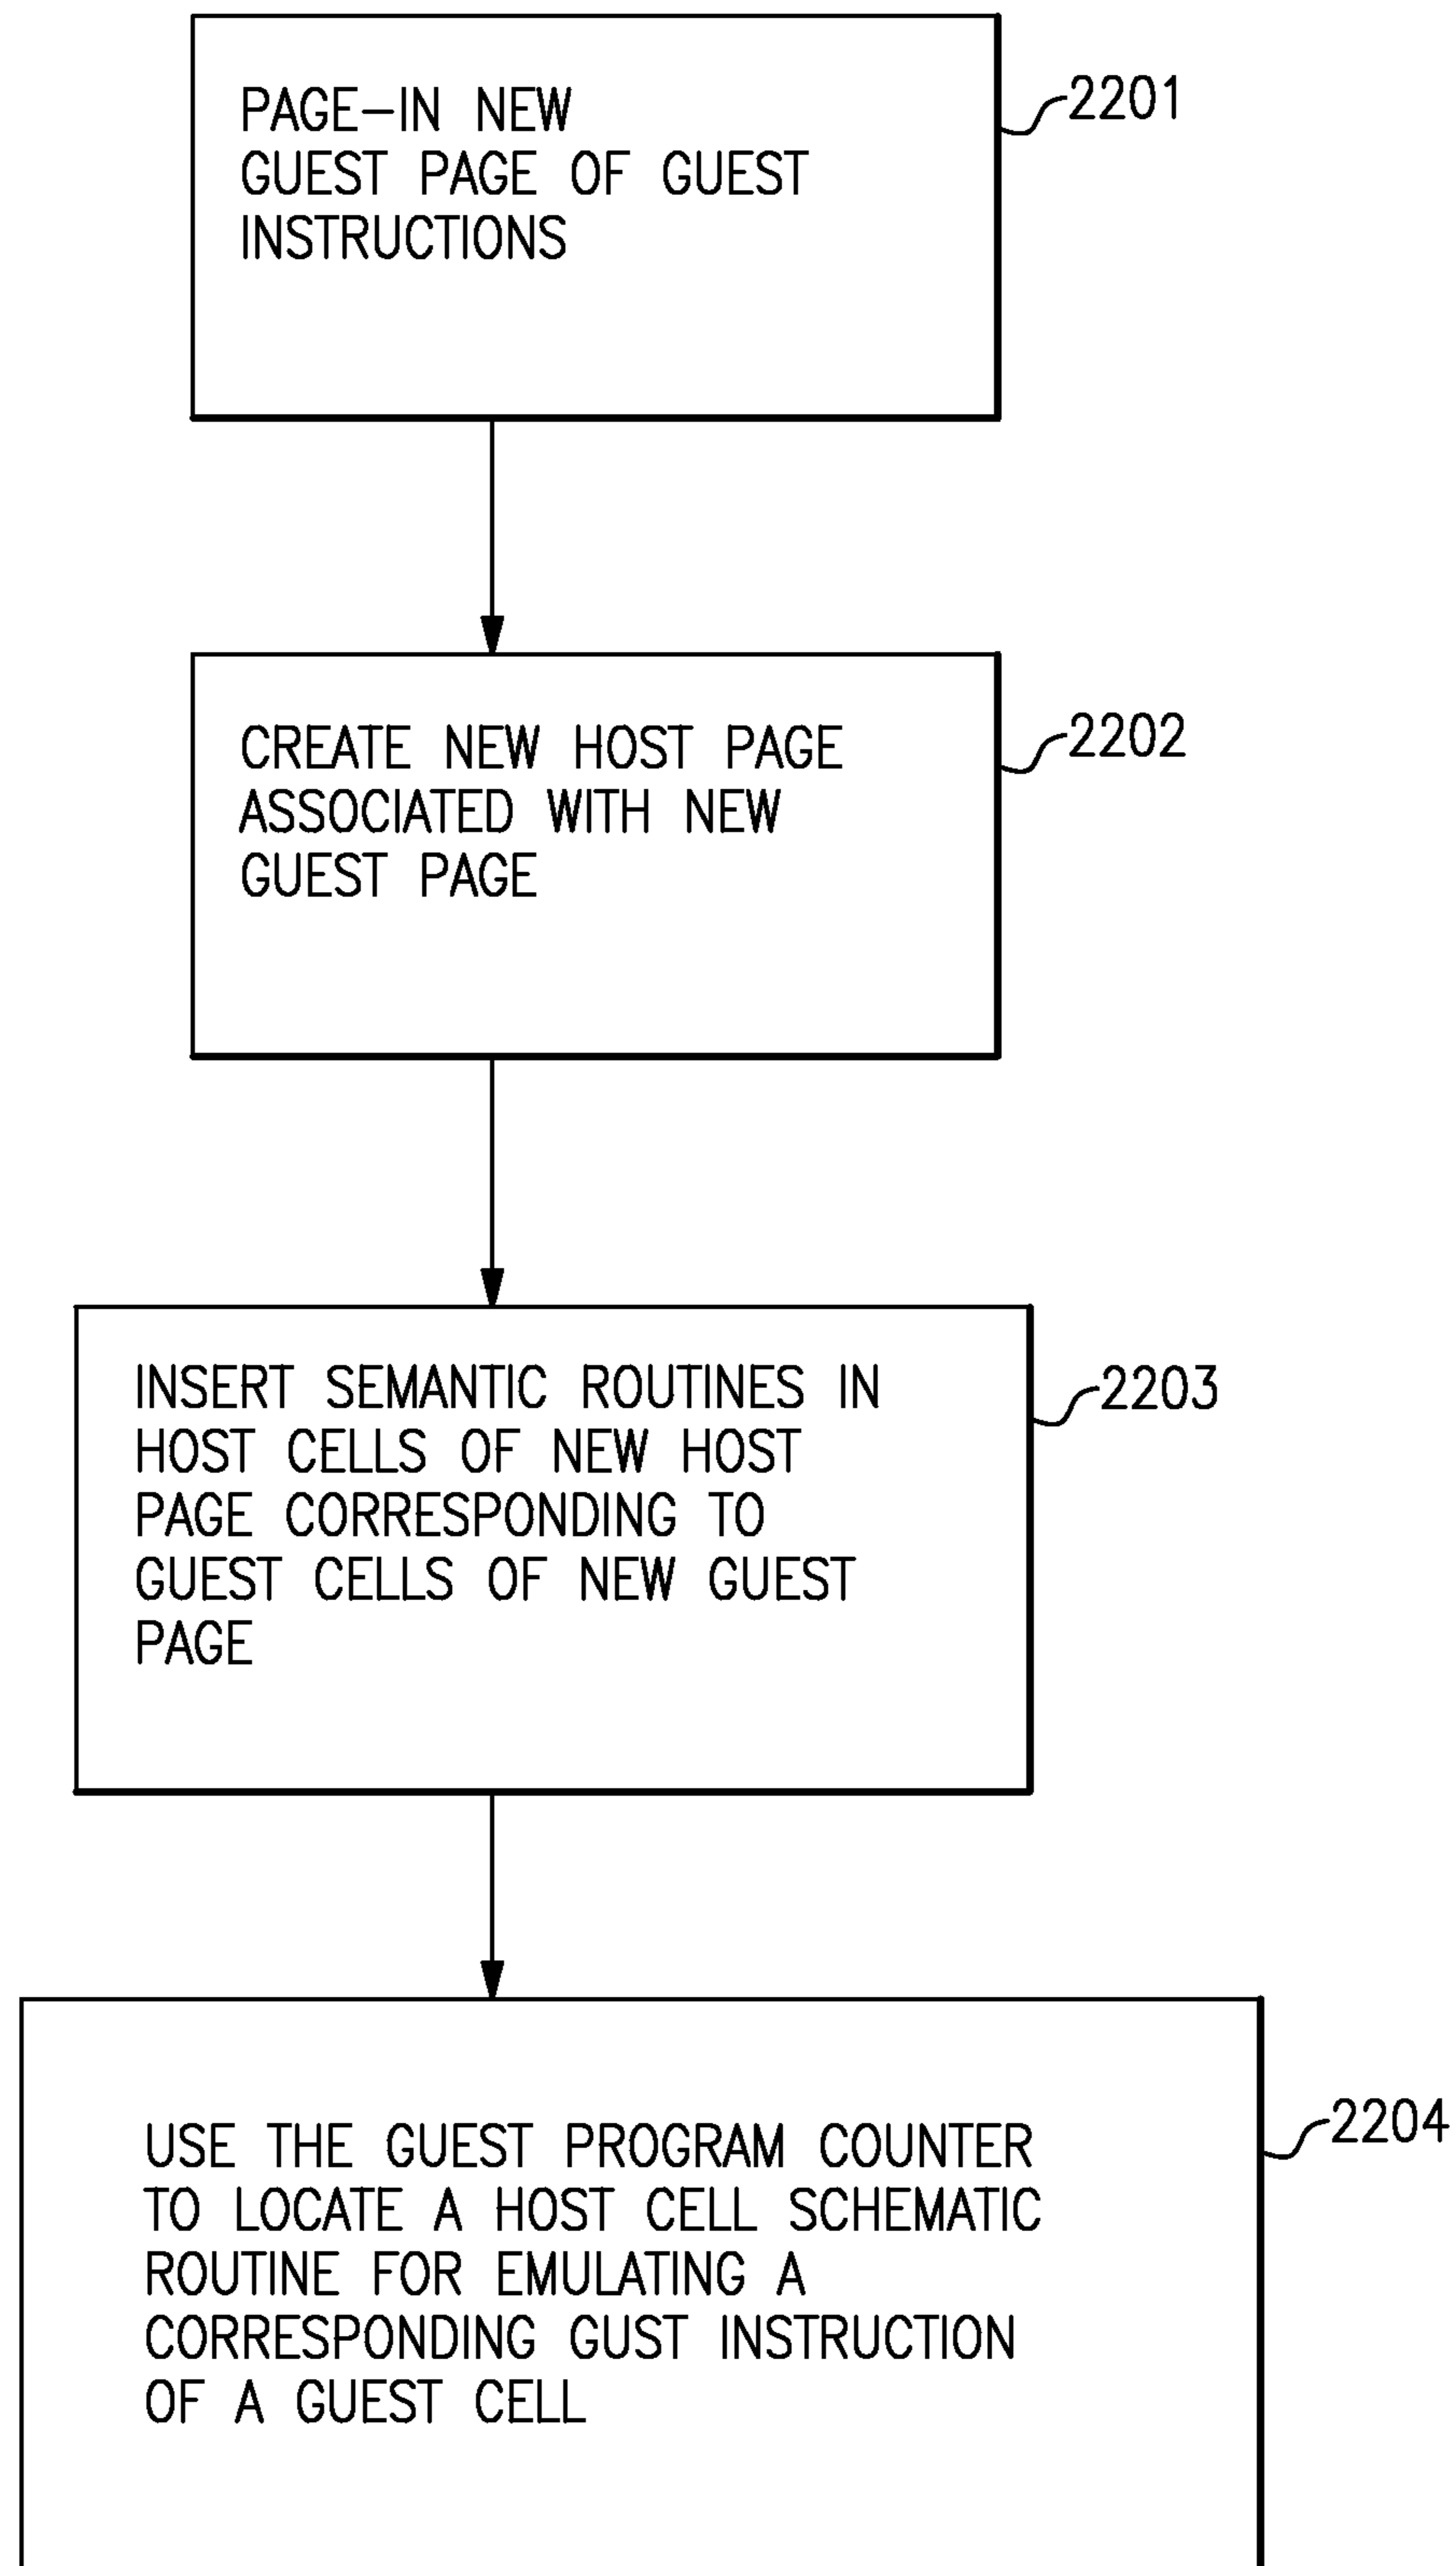 PAGE-IN NEW
GUEST PAGE OF GUEST
INSTRUCTIONS
2201
CREATE NEW HOST PAGE
ASSOCIATED WITH NEW
GUEST PAGE
2202
INSERT SEMANTIC ROUTINES IN
HOST CELLS OF NEW HOST
PAGE CORRESPONDING TO
GUEST CELLS OF NEW GUEST
PAGE
2203
USE THE GUEST PROGRAM COUNTER
TO LOCATE A HOST CELL SCHEMATIC
ROUTINE FOR EMULATING A
CORRESPONDING GUST INSTRUCTION
OF A GUEST CELL
2204